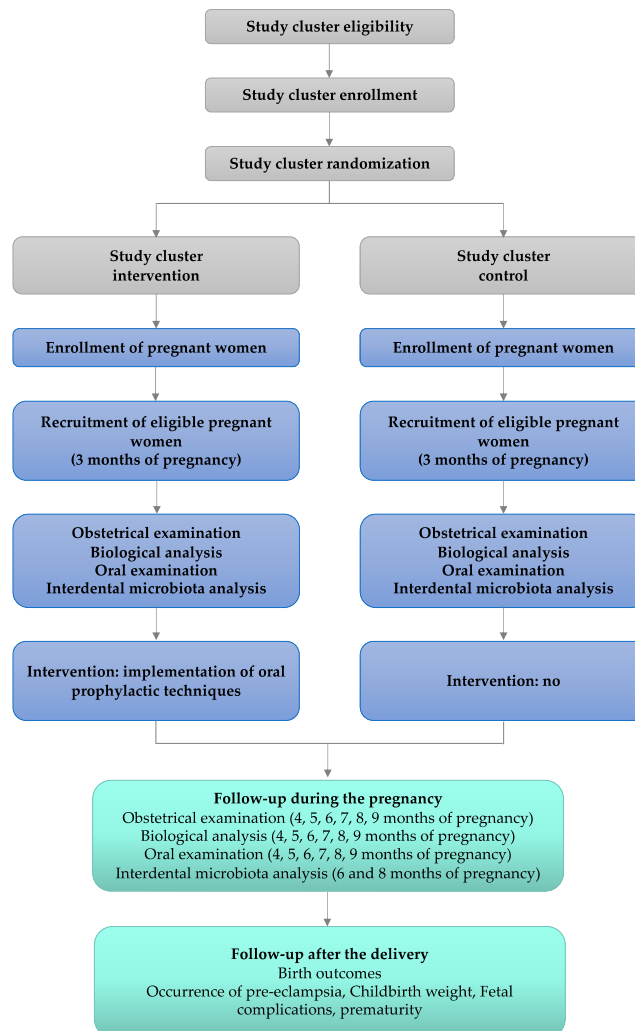 Study cluster eligibility
Study cluster enrollment
Study cluster randomization
Study cluster
intervention
Study cluster
control
Enrollment of pregnant women
Enrollment of pregnant women
Recruitment of eligible pregnant
women
(3 months of pregnancy)
Recruitment of eligible pregnant
women
(3 months of pregnancy)
Obstetrical examination
Biological analysis
Oral examination
Interdental microbiota analysis
Obstetrical examination
Biological analysis
Oral examination
Interdental microbiota analysis
Intervention: implementation of oral
prophylactic techniques
Intervention: no
Follow-up during the pregnancy
Obstetrical examination (4, 5, 6, 7, 8, 9 months of pregnancy)
Biological analysis (4, 5, 6, 7, 8, 9 months of pregnancy)
Oral examination (4, 5, 6, 7, 8, 9 months of pregnancy)
Interdental microbiota analysis (6 and 8 months of pregnancy)
Follow-up after the delivery
Birth outcomes
Occurrence of pre-eclampsia, Childbirth weight, Fetal
complications, prematurity